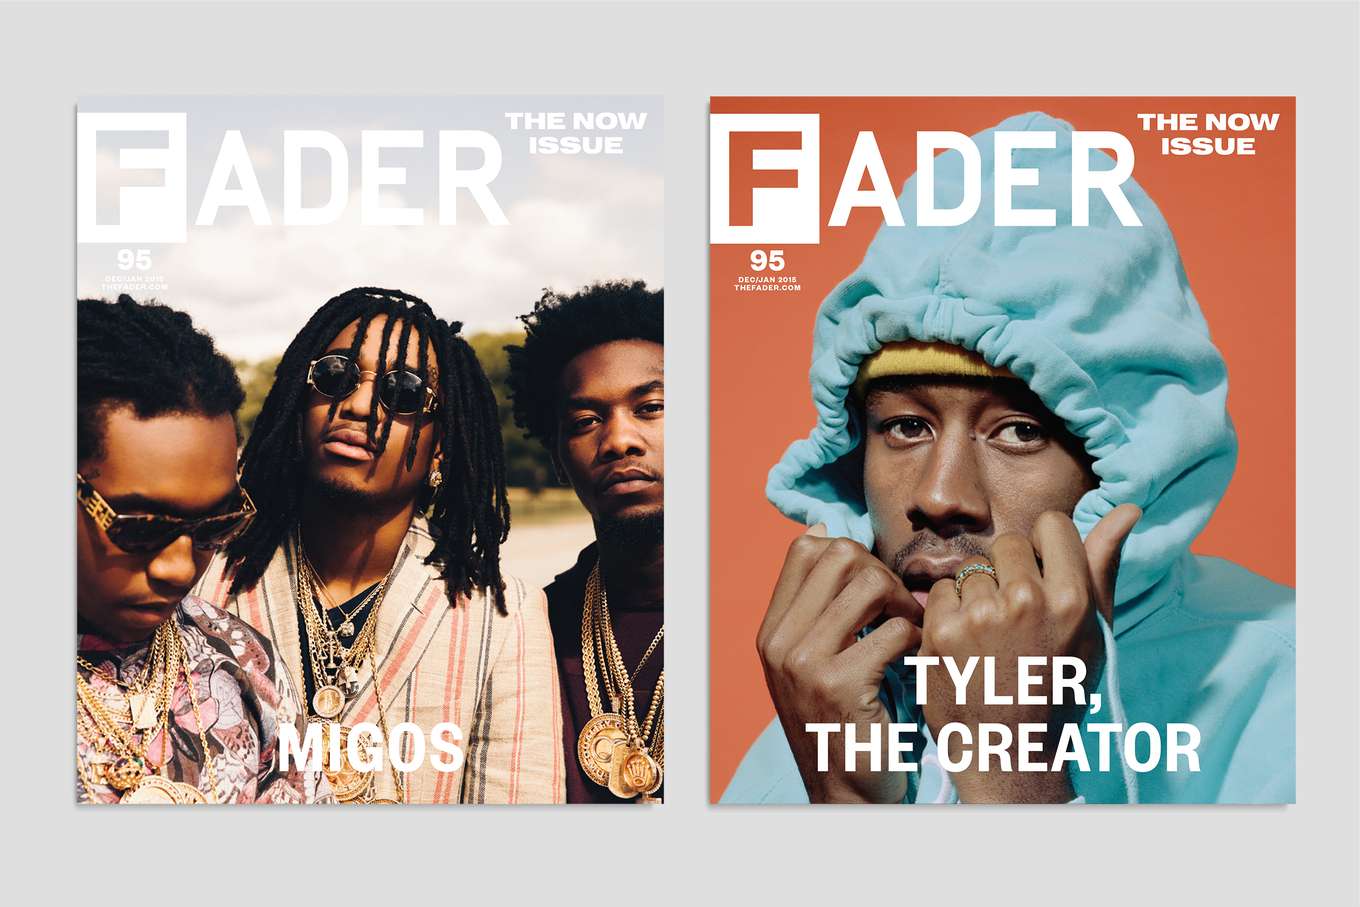 FADER
THE NOW
ISSUE
95
DEC/JAN 2015
THEFADER.COM
MIGOS
FADER
THE NOW
ISSUE
95
DEC/JAN 2015
THEFADER.COM
TYLER,
THE CREATOR